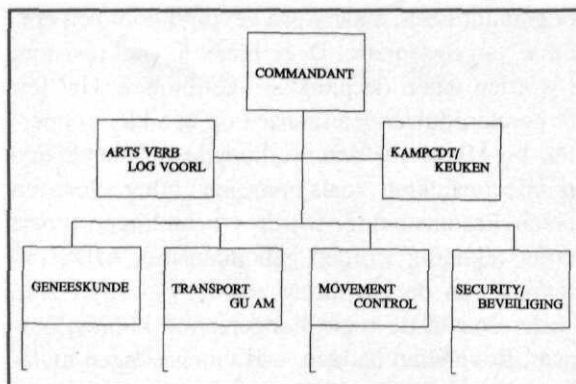 COMMANDANT
ARTS VERB
LOG VOORL
KAMPCDT/
KEUKEN
GENEESKUNDE
TRANSPORT
GU AM
MOVEMENT
CONTROL
SECURITY/
BEVEILIGING